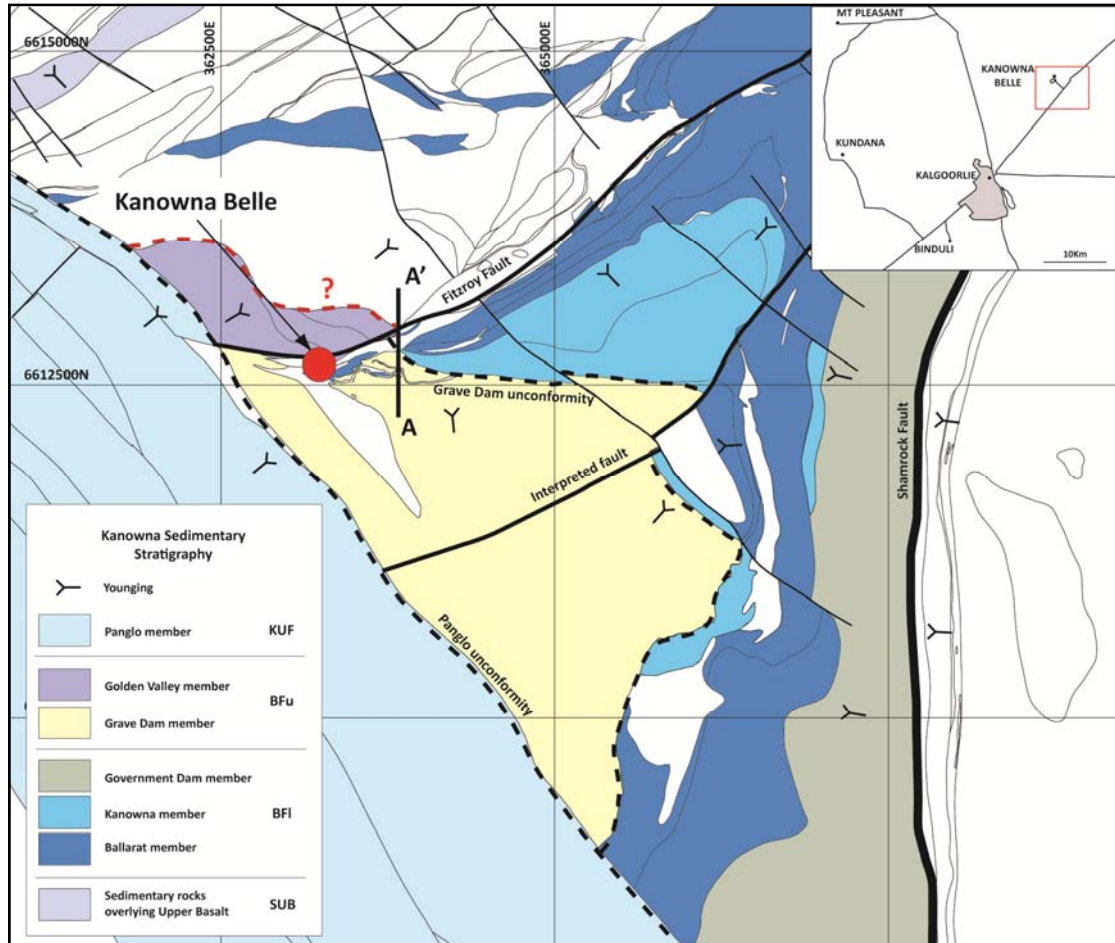 6615000N
362500E
365000E
MT PLEASANT
KANOWNA
BELLE
KUNDANA
KALGOORLIE
BINDULI
10Km
Kanowna Belle
?
A'
Fitzroy Fault
6612500N
Grave Dam unconformity
A
Interpreted fault
Shamrock Fault
Panglo unconformity
Kanowna Sedimentary
Stratigraphy
Younging
Panglo member KUF
Golden Valley member
BFu
Grave Dam member
Government Dam member
Kanowna member BFl
Ballarat member
Sedimentary rocks
overlying Upper Basalt SUB